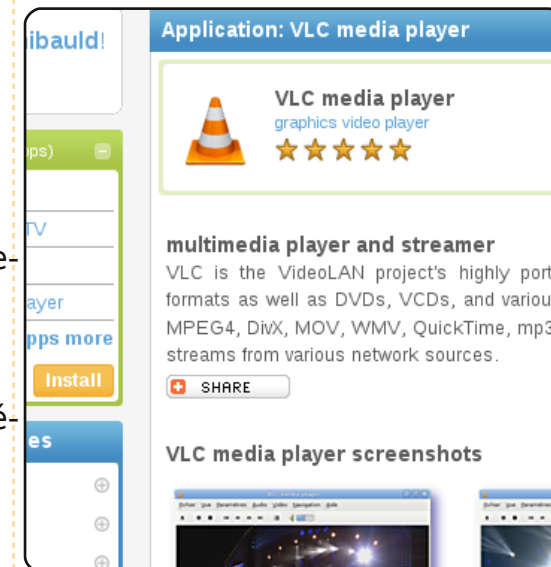 ibauld!
Application: VLC media player
VLC media player
graphics video player
ps)
TV
ayer
pps more
Install
es
e-
é-
multimedia player and streamer
VLC is the VideoLAN project's highly port
formats as well as DVDs, VCDs, and variou
MPEG4, DivX, MOV, WMV, QuickTime, mp3
streams from various network sources.
SHARE
VLC media player screenshots